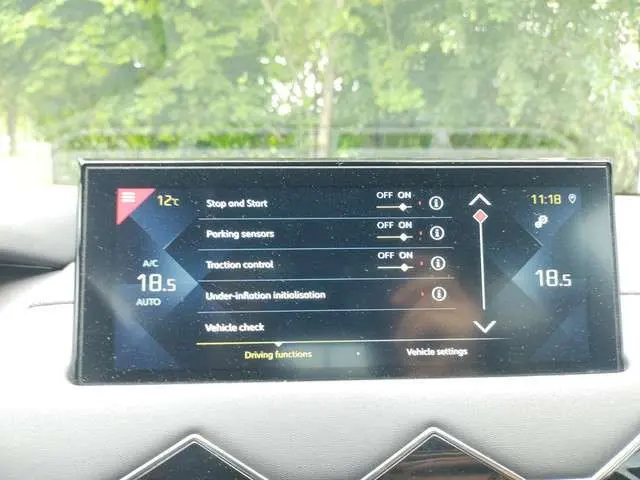 12°C
11:18
Stop and Start OFF ON i
Parking sensors OFF ON i
Traction control OFF ON i
Under-inflation initialisation i
Vehicle check
A/C
18.5
AUTO
18.5
Driving functions
Vehicle settings